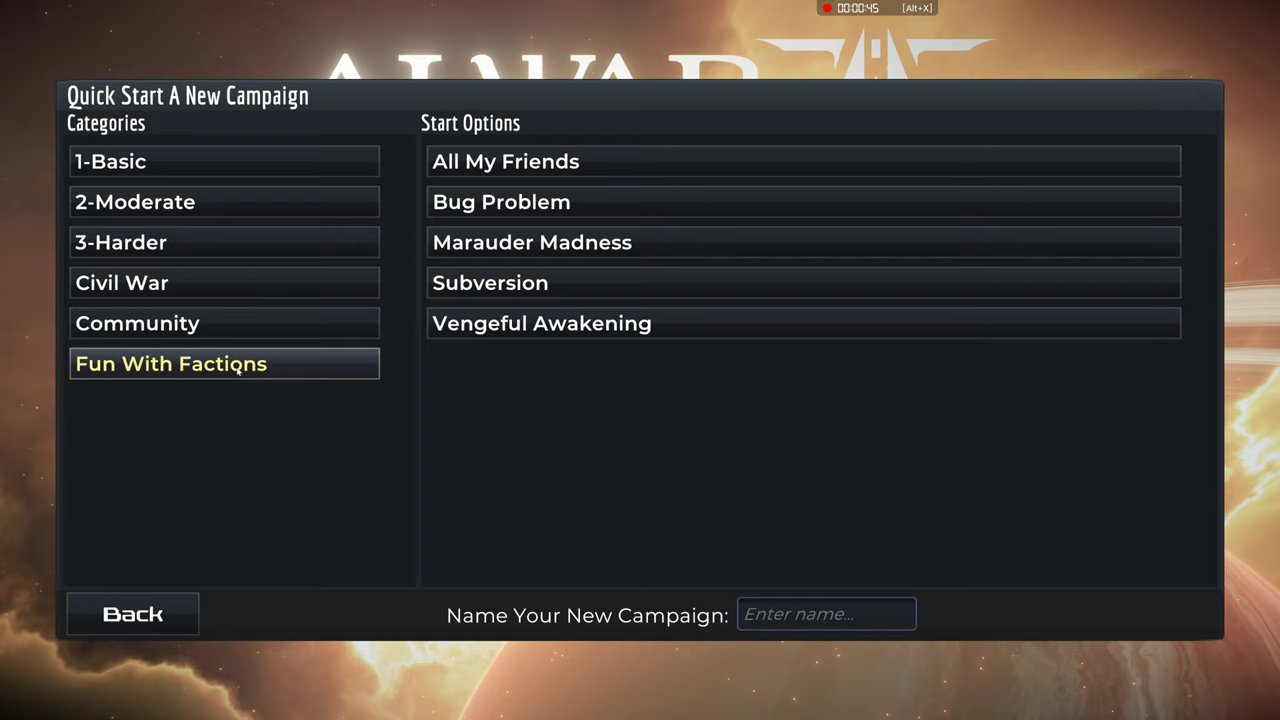 00:00:45 [Alt+X]
AI WAR
Quick Start A New Campaign
Categories
Start Options
1-Basic
2-Moderate
3-Harder
Civil War
Community
Fun With Factions
All My Friends
Bug Problem
Marauder Madness
Subversion
Vengeful Awakening
Back
Name Your New Campaign: Enter name...